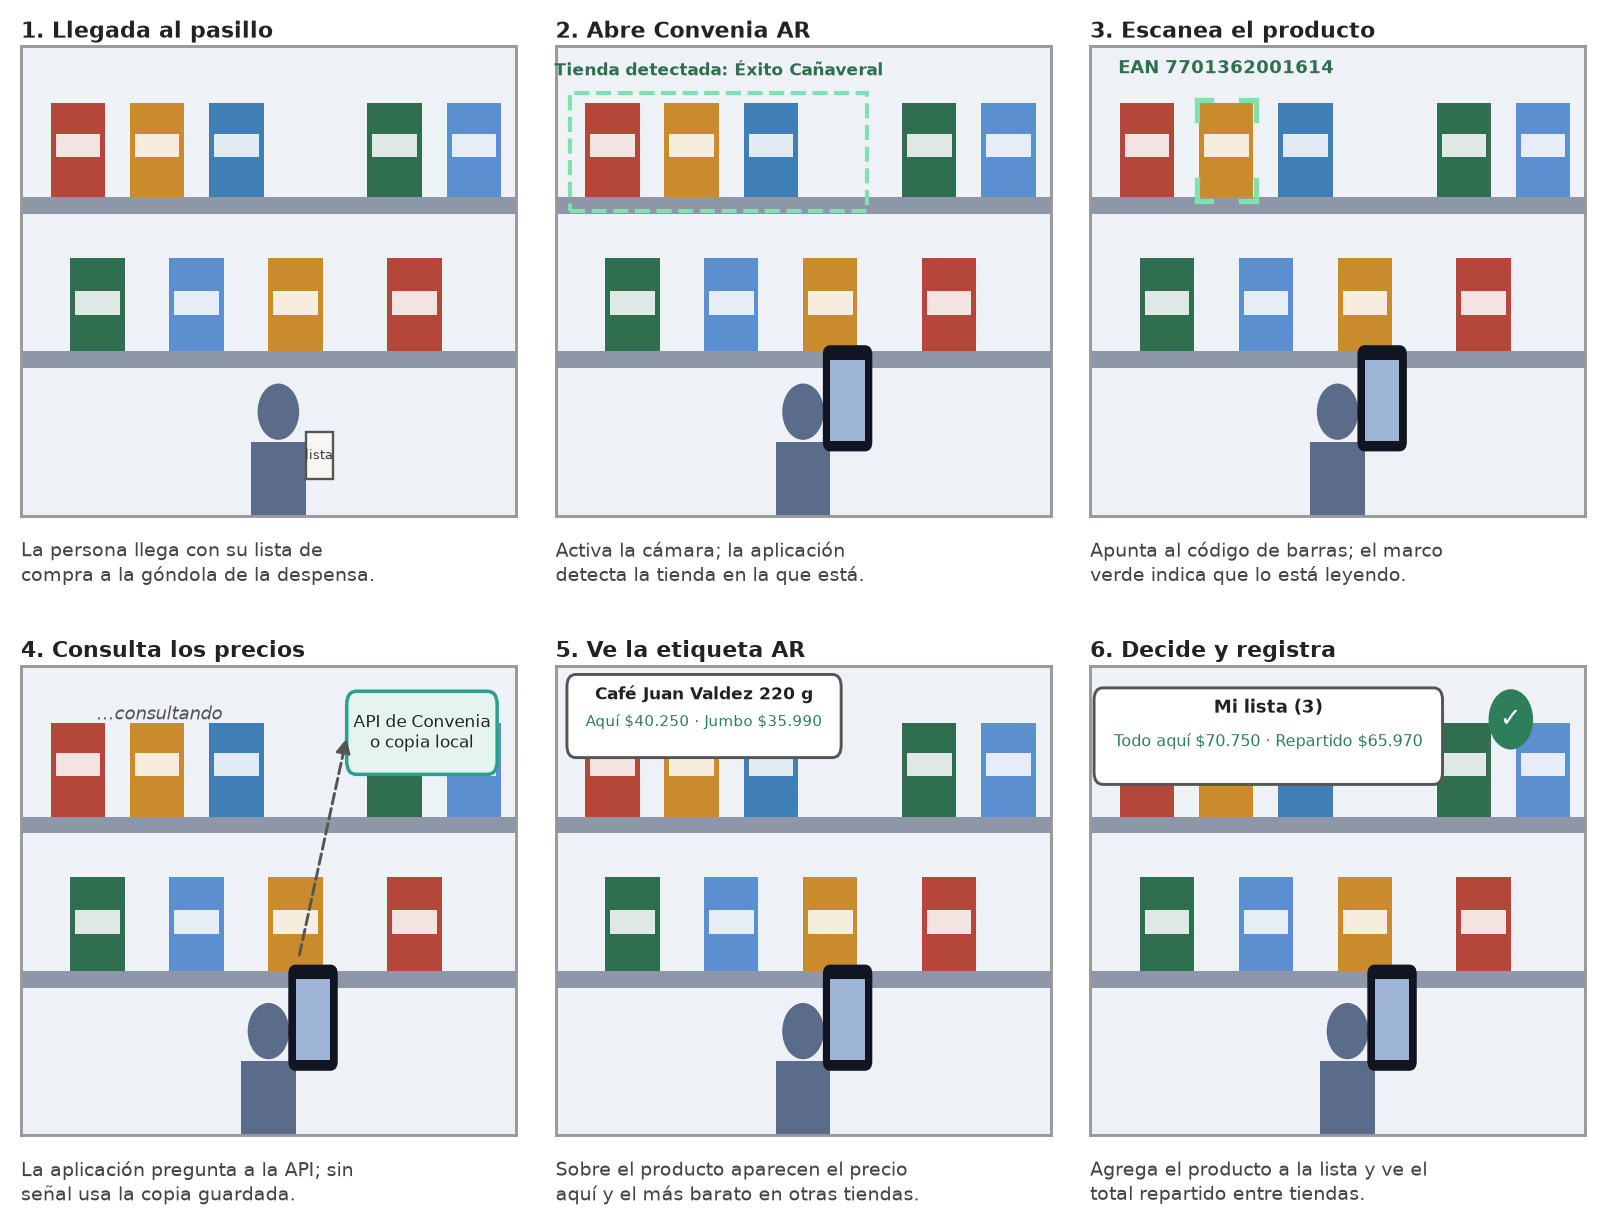 1. Llegada al pasillo
lista
La persona llega con su lista de
compra a la góndola de la despensa.
2. Abre Convenia AR
Tienda detectada: Éxito Cañaveral
Activa la cámara; la aplicación
detecta la tienda en la que está.
3. Escanea el producto
EAN 7701362001614
Apunta al código de barras; el marco
verde indica que lo está leyendo.
4. Consulta los precios
...consultando
API de Convenia
o copia local
La aplicación pregunta a la API; sin
señal usa la copia guardada.
5. Ve la etiqueta AR
Café Juan Valdez 220 g
Aquí $40.250 · Jumbo $35.990
Sobre el producto aparecen el precio
aquí y el más barato en otras tiendas.
6. Decide y registra
Mi lista (3)
Todo aquí $70.750 · Repartido $65.970
✓
Agrega el producto a la lista y ve el
total repartido entre tiendas.